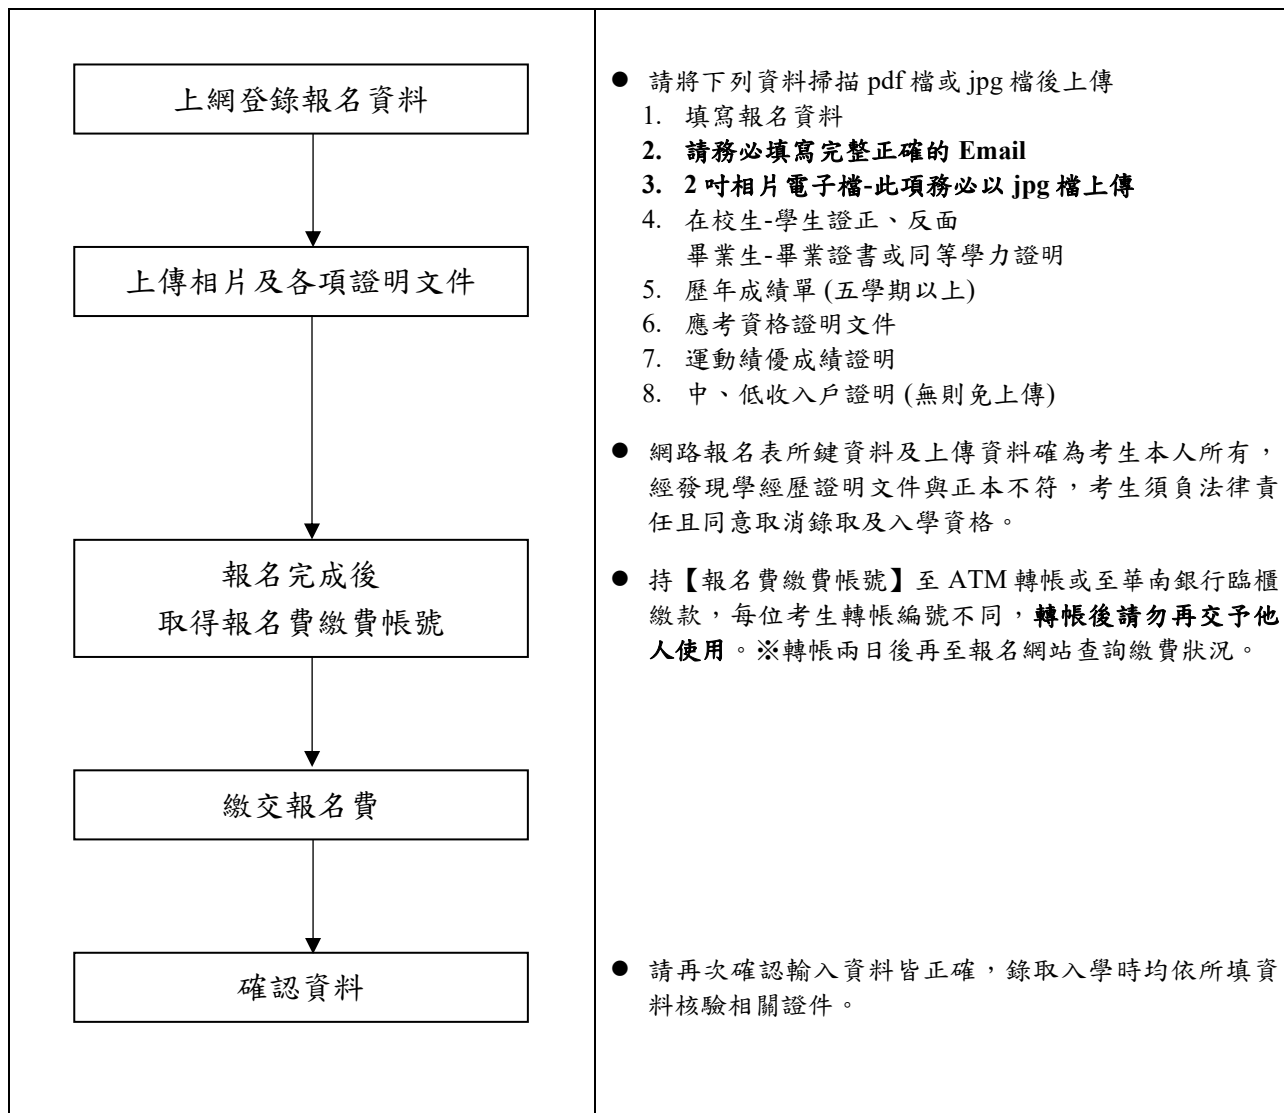 上網登錄報名資料
上傳相片及各項證明文件
報名完成後
取得報名費繳費帳號
繳交報名費
確認資料
● 請將下列資料掃描 pdf 檔或 jpg 檔後上傳
1. 填寫報名資料
2. 請務必填寫完整正確的 Email
3. 2 吋相片電子檔-此項務必以 jpg 檔上傳
4. 在校生-學生證正、反面
畢業生-畢業證書或同等學力證明
5. 歷年成績單 (五學期以上)
6. 應考資格證明文件
7. 運動績優成績證明
8. 中、低收入戶證明 (無則免上傳)
● 網路報名表所鍵資料及上傳資料確為考生本人所有，
經發現學經歷證明文件與正本不符，考生須負法律責
任且同意取消錄取及入學資格。
● 持【報名費繳費帳號】至 ATM 轉帳或至華南銀行臨櫃
繳款，每位考生轉帳編號不同，轉帳後請勿再交予他
人使用。※轉帳兩日後再至報名網站查詢繳費狀況。
● 請再次確認輸入資料皆正確，錄取入學時均依所填資
料核驗相關證件。